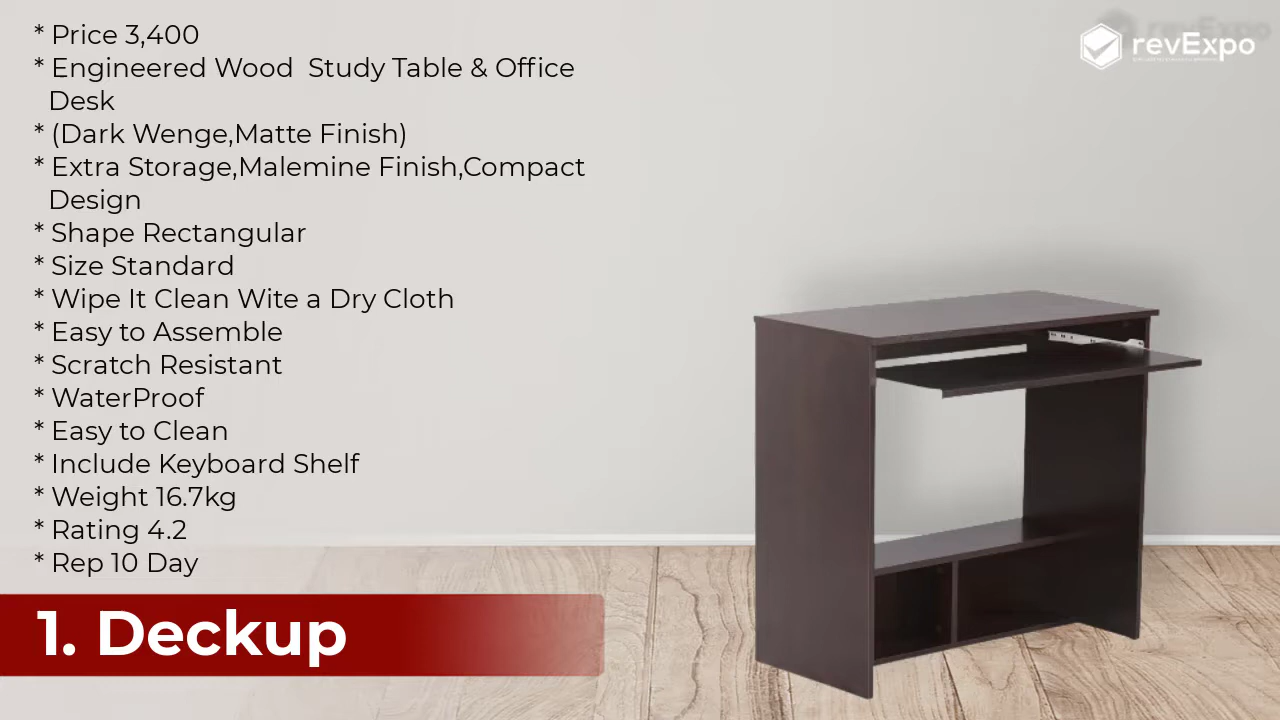 * Price 3,400
* Engineered Wood  Study Table & Office
Desk
* (Dark Wenge,Matte Finish)
* Extra Storage,Malemine Finish,Compact
Design
* Shape Rectangular
* Size Standard
* Wipe It Clean Wite a Dry Cloth
* Easy to Assemble
* Scratch Resistant
* WaterProof
* Easy to Clean
* Include Keyboard Shelf
* Weight 16.7kg
* Rating 4.2
* Rep 10 Day
1. Deckup
revExpo
revExpo